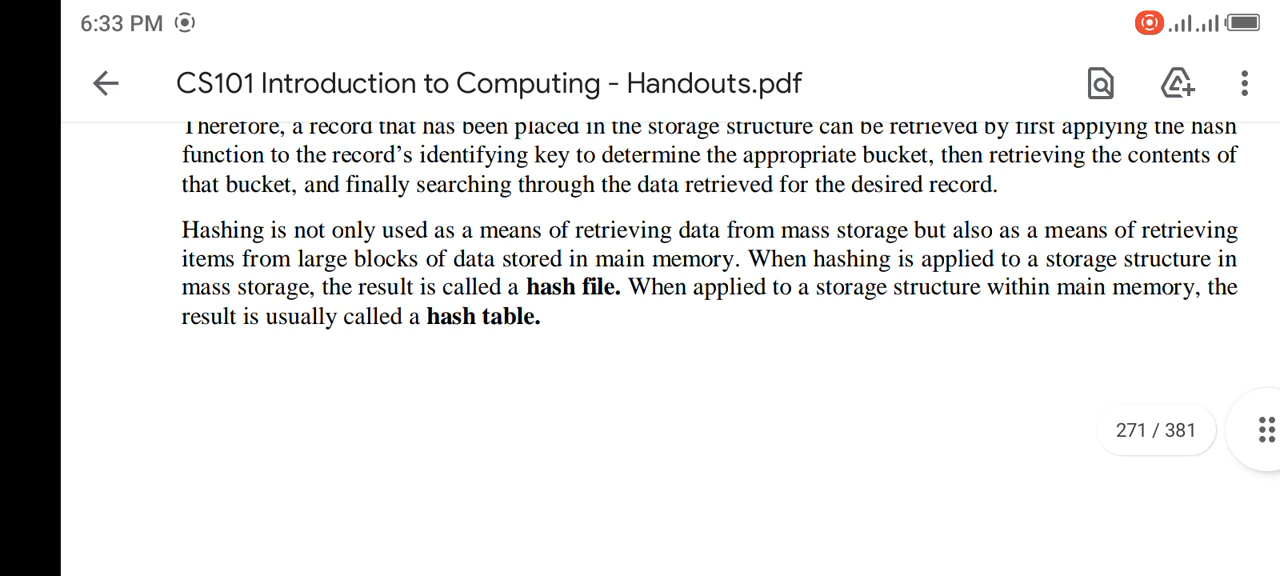 6:33 PM
CS101 Introduction to Computing - Handouts.pdf
Therefore, a record that has been placed in the storage structure can be retrieved by first applying the hash
function to the record’s identifying key to determine the appropriate bucket, then retrieving the contents of
that bucket, and finally searching through the data retrieved for the desired record.
Hashing is not only used as a means of retrieving data from mass storage but also as a means of retrieving
items from large blocks of data stored in main memory. When hashing is applied to a storage structure in
mass storage, the result is called a hash file. When applied to a storage structure within main memory, the
result is usually called a hash table.
271 / 381